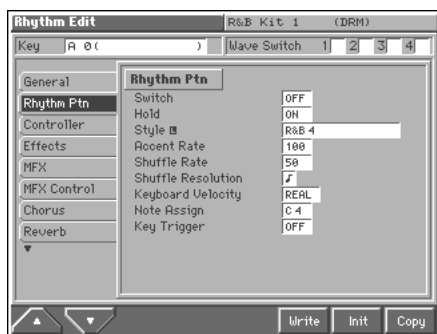 Rhythm Edit R&B Kit 1 (DRM)
Key A 0( ) Wave Switch 1 2 3 4
General
Rhythm Ptn
Controller
Effects
MFX
MFX Control
Chorus
Reverb
Rhythm Ptn
Switch OFF
Hold ON
Style L R&B 4
Accent Rate 100
Shuffle Rate 50
Shuffle Resolution
Keyboard Velocity REAL
Note Assign C 4
Key Trigger OFF
Write Init Copy